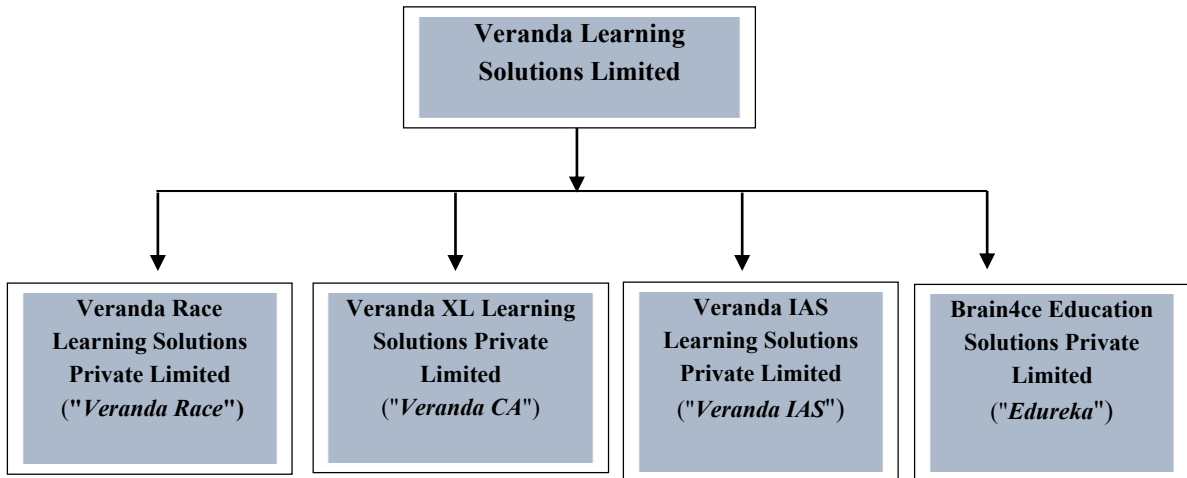 Veranda Learning
Solutions Limited
Veranda Race
Learning Solutions
Private Limited
("Veranda Race")
Veranda XL Learning
Solutions Private
Limited
("Veranda CA")
Veranda IAS
Learning Solutions
Private Limited
("Veranda IAS")
Brain4ce Education
Solutions Private
Limited
("Edureka")